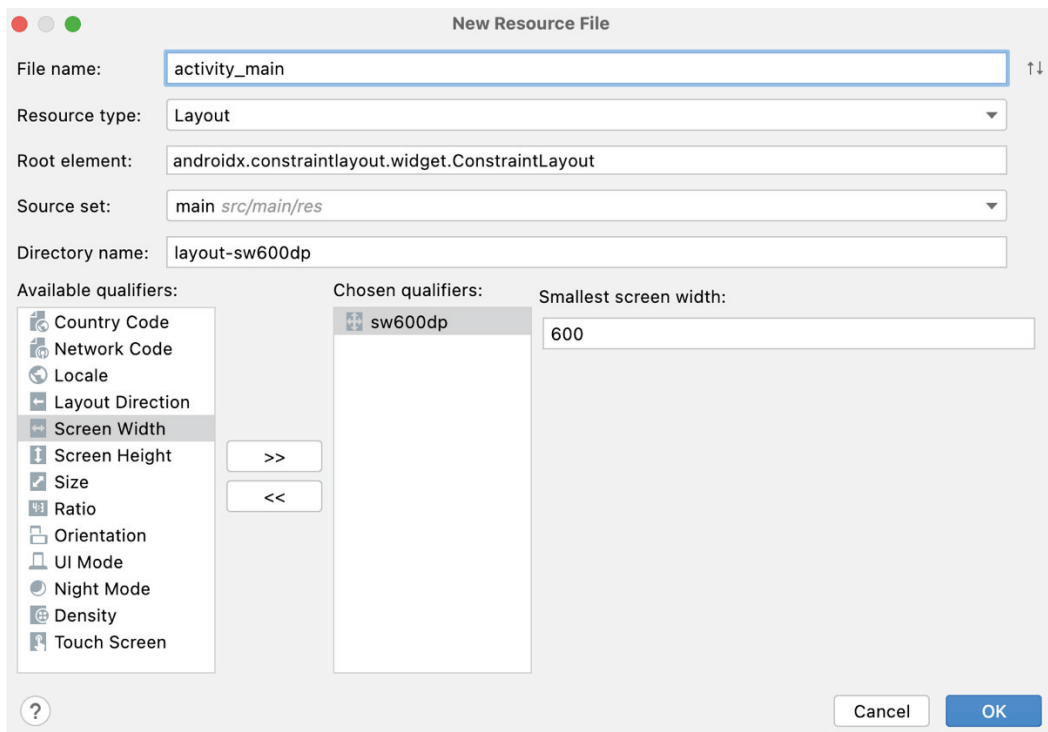 New Resource File
File name: activity_main
Resource type: Layout
Root element: androidx.constraintlayout.widget.ConstraintLayout
Source set: main src/main/res
Directory name: layout-sw600dp
Available qualifiers:
Country Code
Network Code
Locale
Layout Direction
Screen Width
Screen Height
Size
Ratio
Orientation
UI Mode
Night Mode
Density
Touch Screen
>>
<<
Chosen qualifiers:
sw600dp
Smallest screen width:
600
?
Cancel
OK